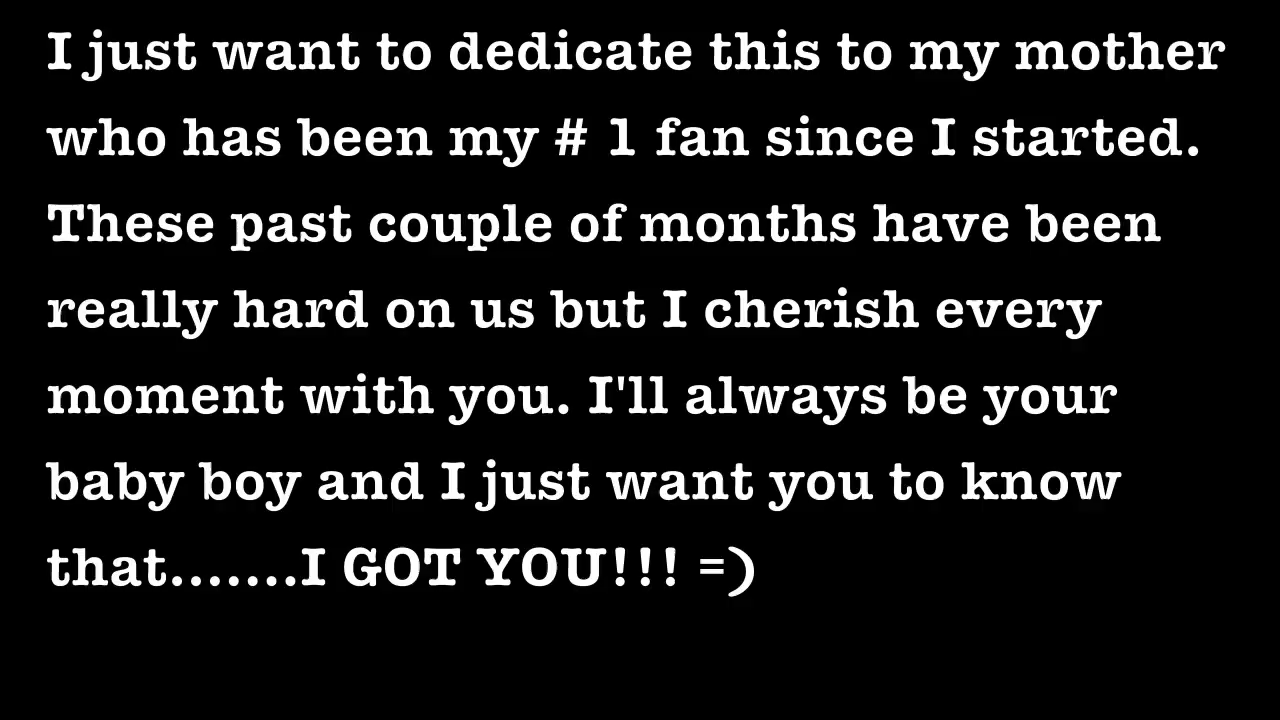 I just want to dedicate this to my mother
who has been my # 1 fan since I started.
These past couple of months have been
really hard on us but I cherish every
moment with you. I'll always be your
baby boy and I just want you to know
that.......I GOT YOU!!! =)